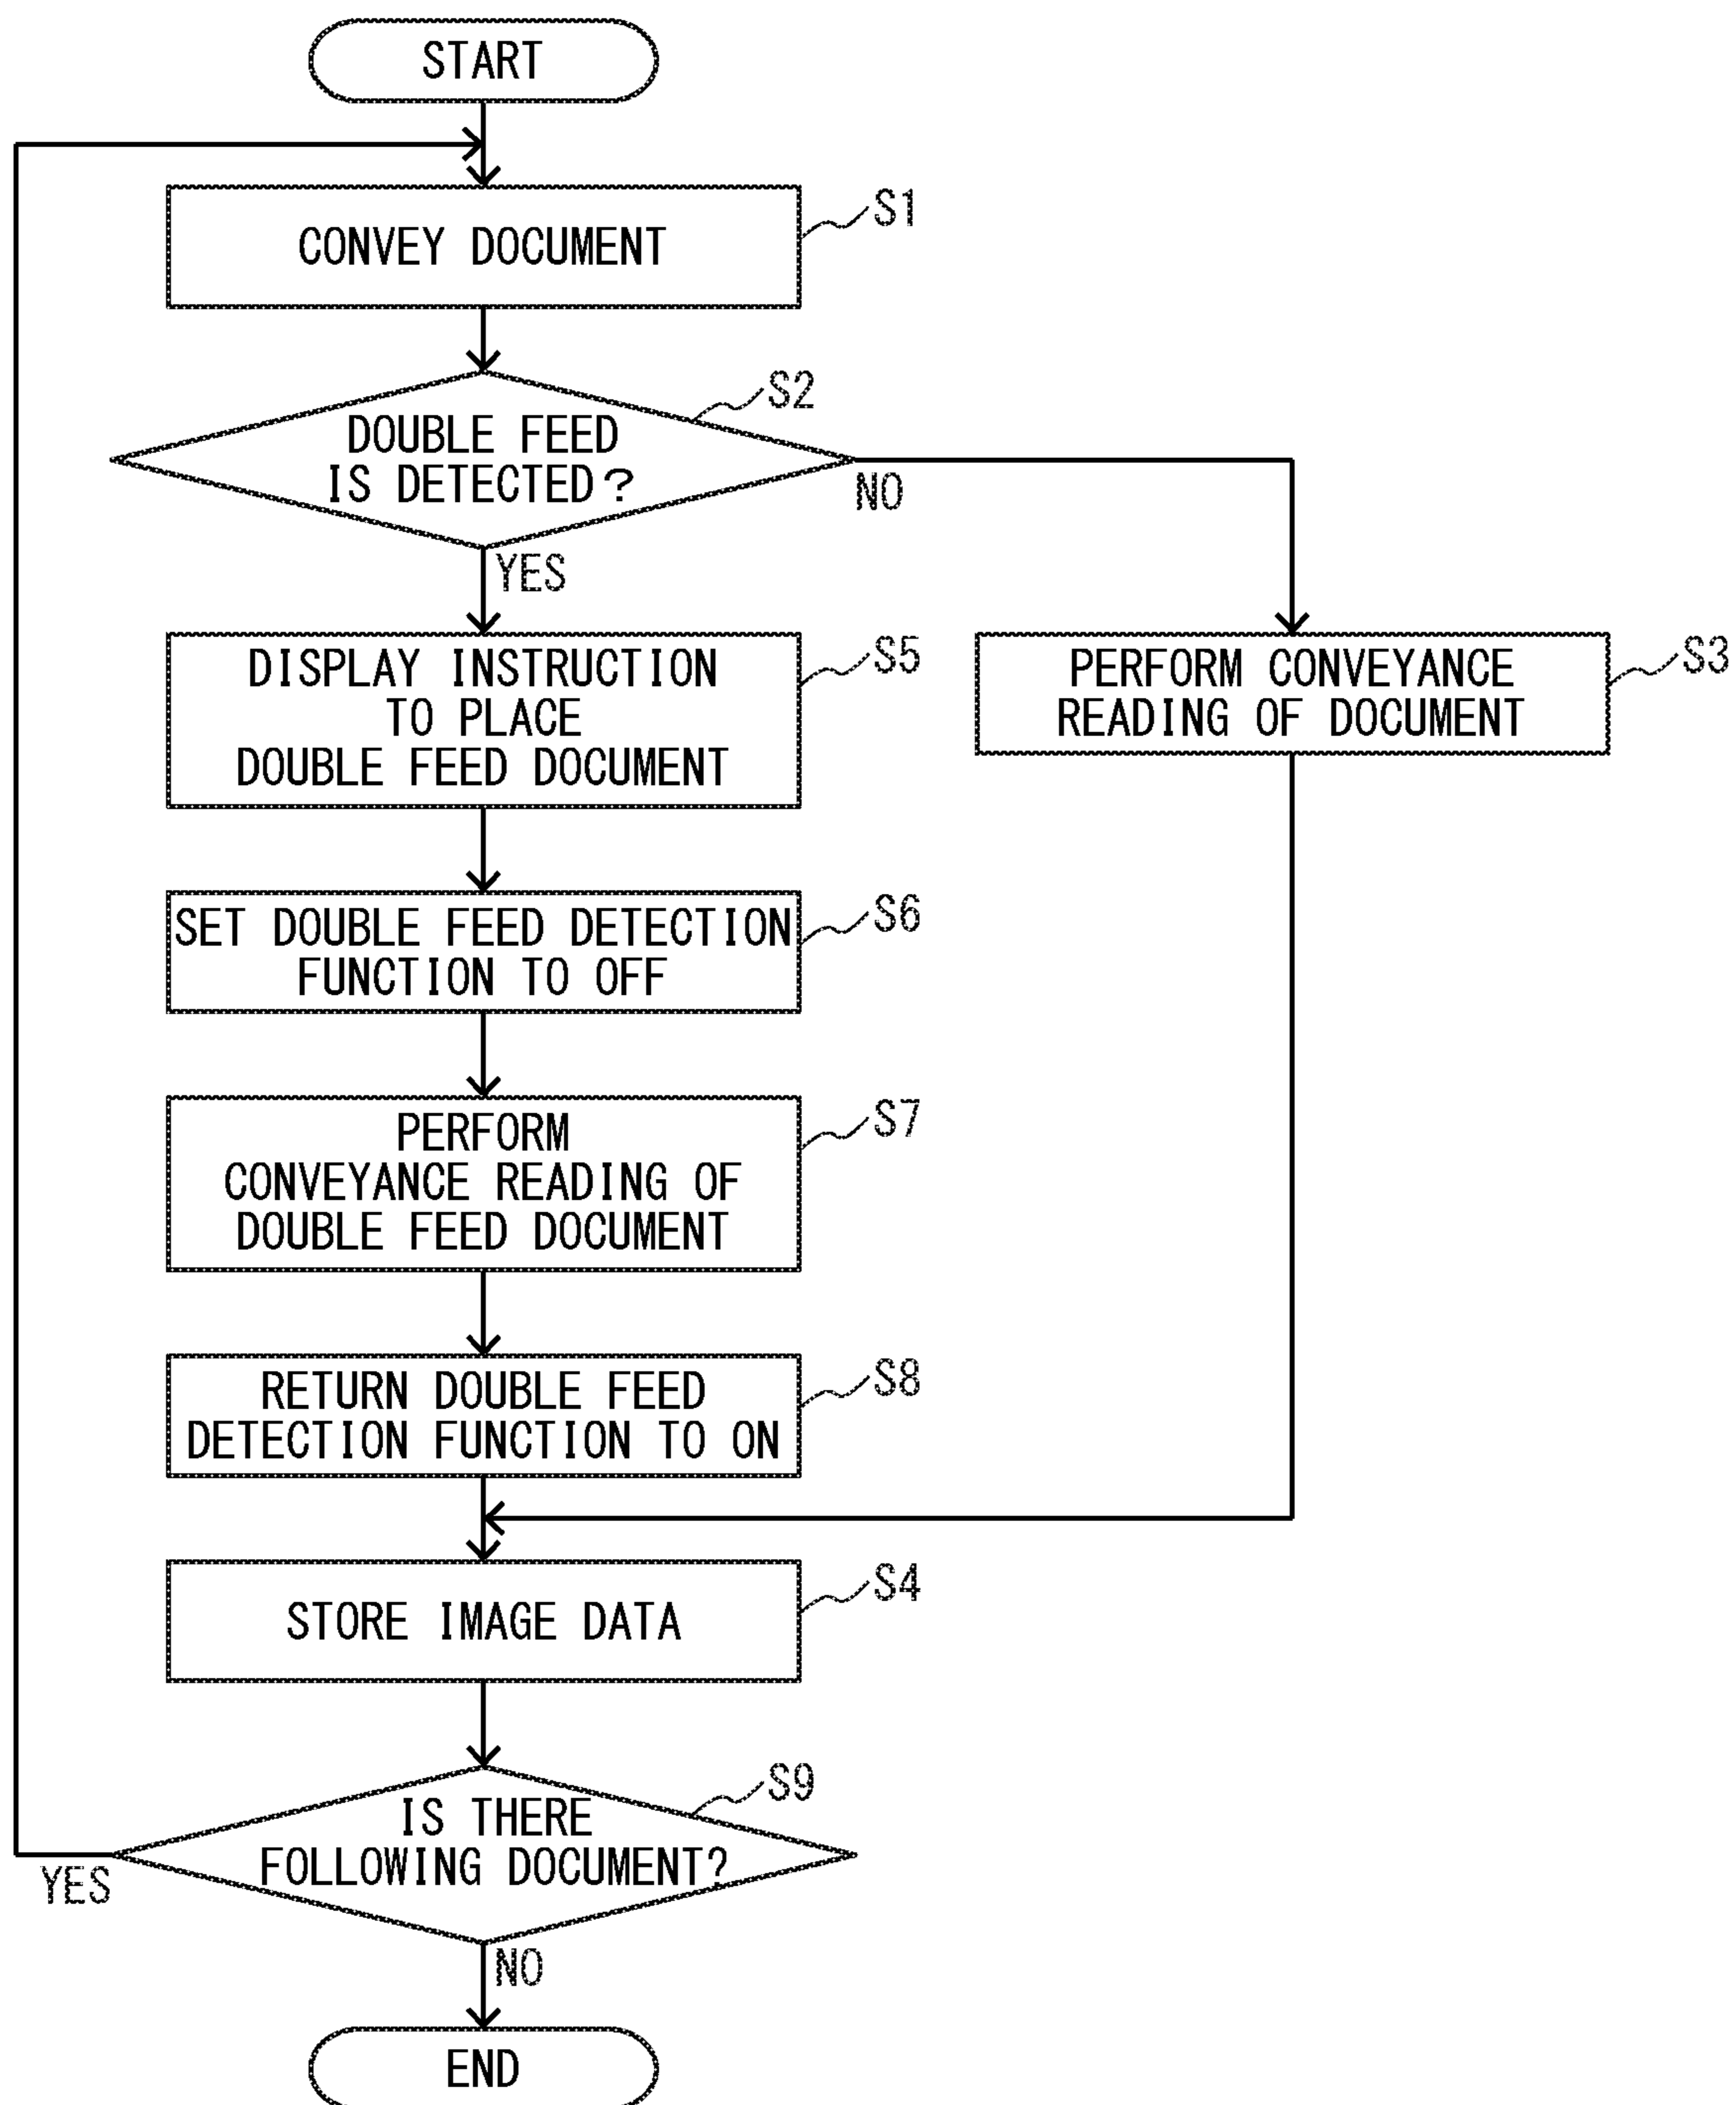 START
CONVEY DOCUMENT
S1
DOUBLE FEED
IS DETECTED?
S2
NO
YES
DISPLAY INSTRUCTION
TO PLACE
DOUBLE FEED DOCUMENT
S5
PERFORM CONVEYANCE
READING OF DOCUMENT
S3
SET DOUBLE FEED DETECTION
FUNCTION TO OFF
S6
PERFORM
CONVEYANCE READING OF
DOUBLE FEED DOCUMENT
S7
RETURN DOUBLE FEED
DETECTION FUNCTION TO ON
S8
STORE IMAGE DATA
S4
IS THERE
FOLLOWING DOCUMENT?
S9
YES
NO
END